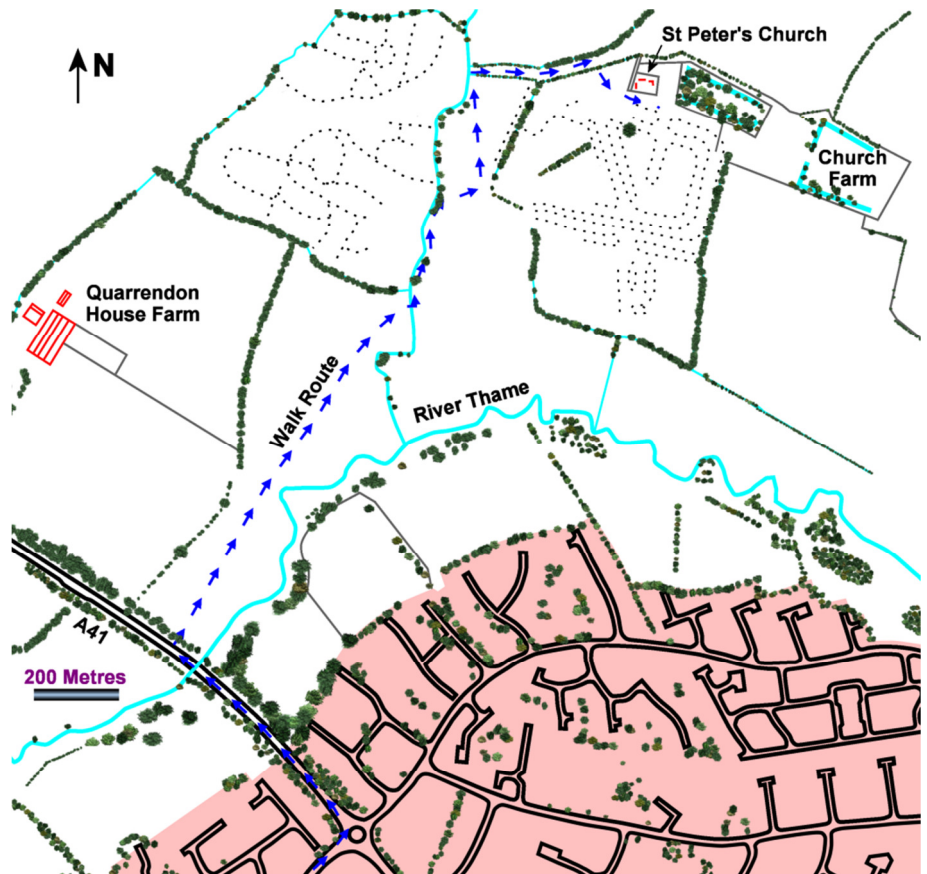 N
St Peter's Church
Church
Farm
Quarrendon
House Farm
Walk Route
River Thame
A41
200 Metres